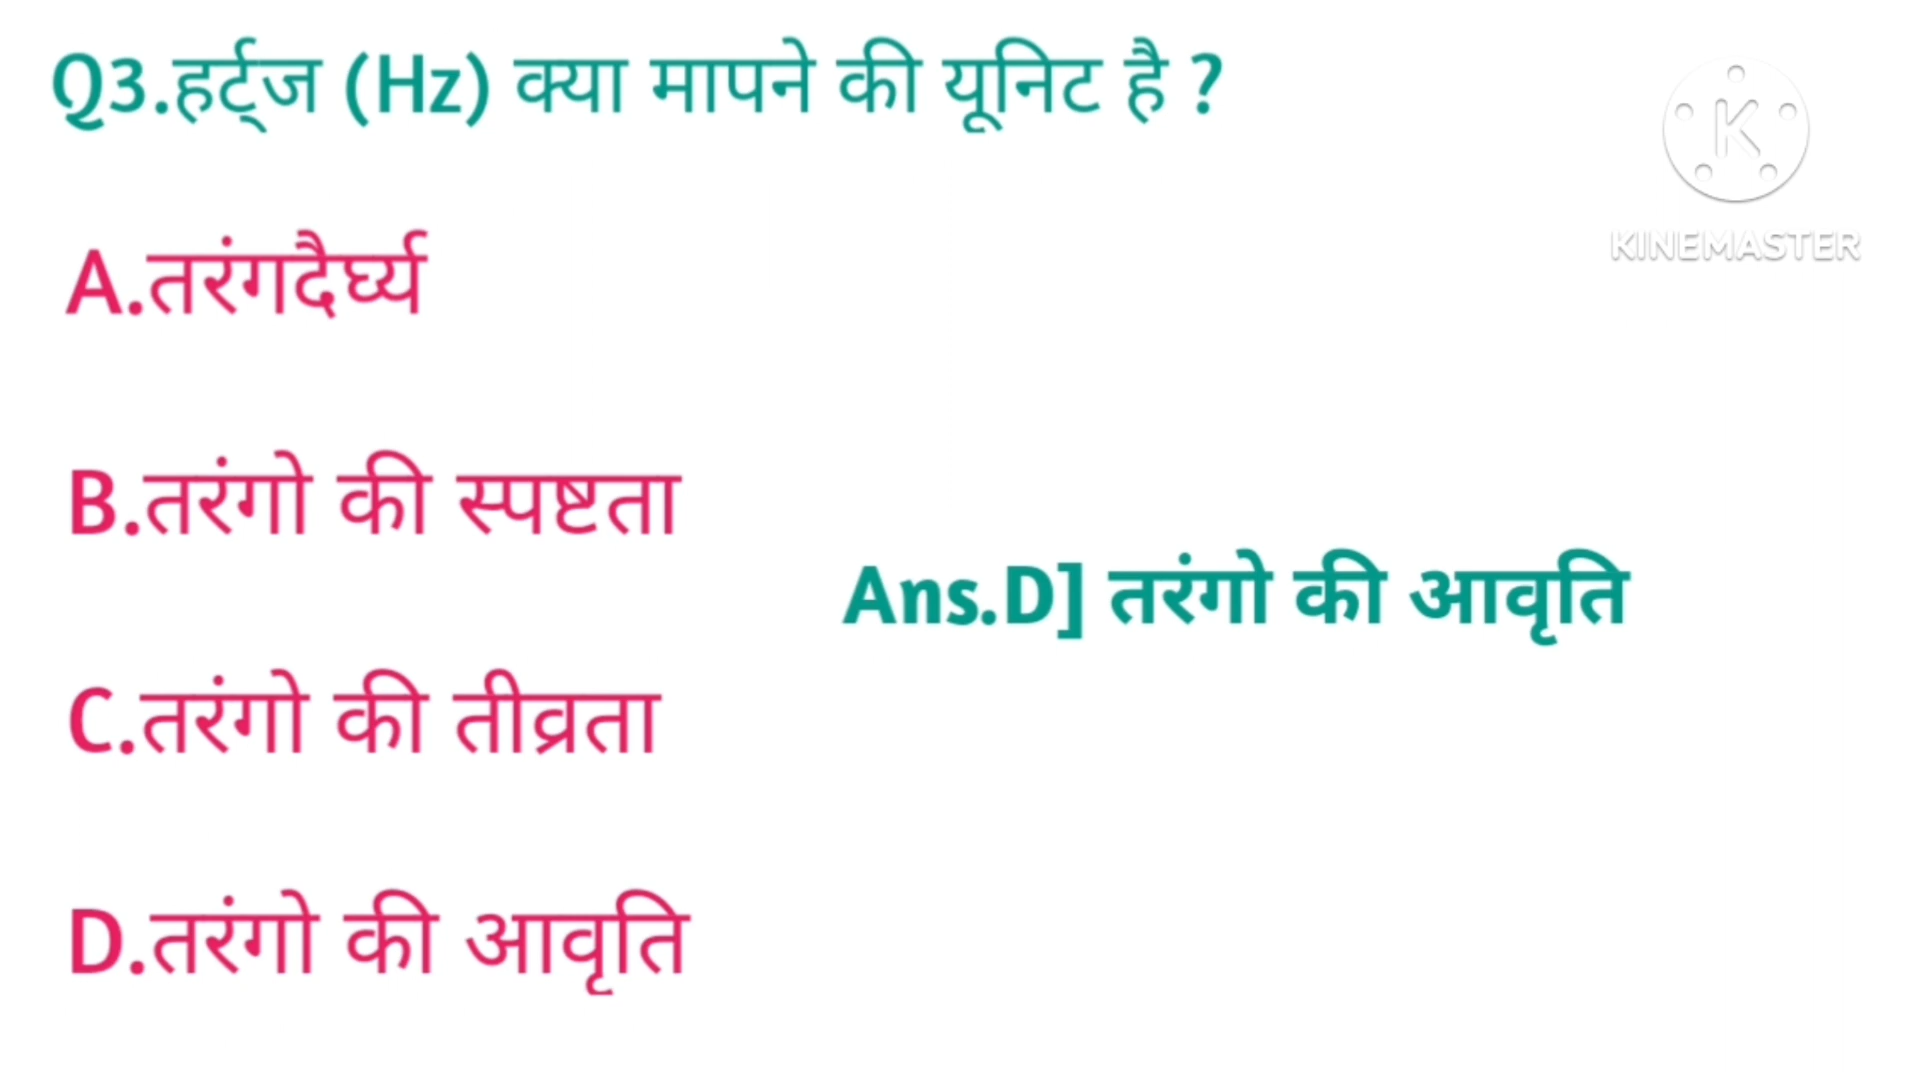 Q3.हर्ट्ज (Hz) क्या मापने की यूनिट है ?
K
KINEMASTER
A.तरंगदैर्घ्य
B.तरंगो की स्पष्टता
Ans.D] तरंगो की आवृति
C.तरंगो की तीव्रता
D.तरंगो की आवृति